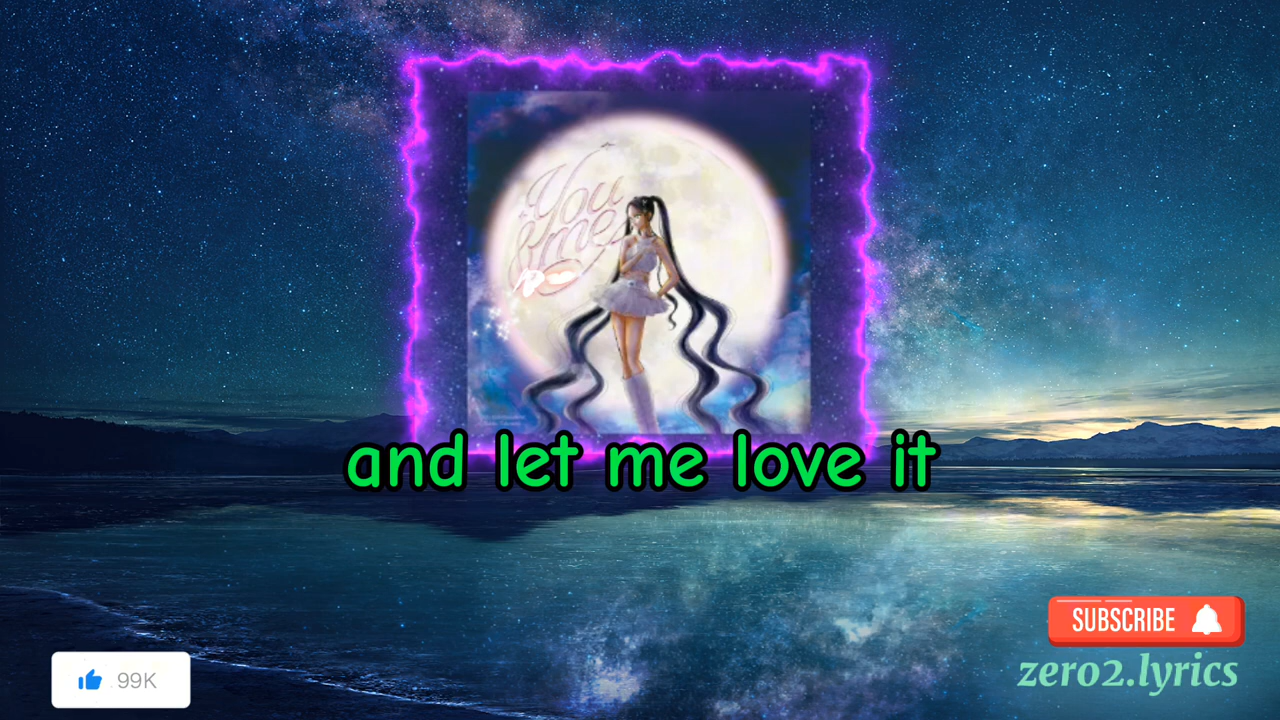 You
& me
and let me love it
SUBSCRIBE
zero2.lyrics
99K